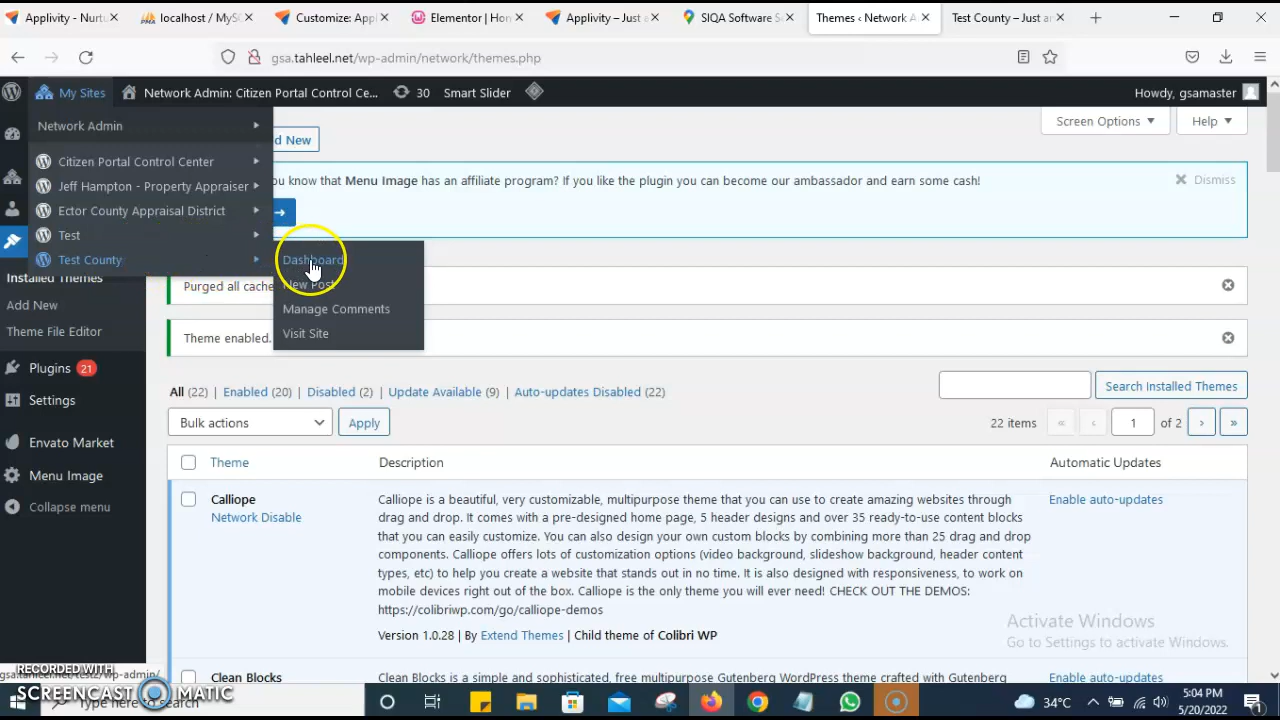 Applivity - Nurtu
localhost / MySQ
Customize: Appl
Elementor | Hon
Applivity – Just a
SIQA Software S
Themes ‹ Network A
Test County – Just an
gsa.tahleel.net/wp-admin/network/themes.php
My Sites
Network Admin: Citizen Portal Control Ce...
30
Smart Slider
Howdy, gsamaster
Network Admin
Citizen Portal Control Center
Jeff Hampton - Property Appraiser
Ector County Appraisal District
Test
Test County
Dashboard
New Post
Manage Comments
Visit Site
d New
Screen Options
Help
you know that Menu Image has an affiliate program? If you like the plugin you can become our ambassador and earn some cash!
Dismiss
Installed Themes
Add New
Theme File Editor
Plugins 21
Settings
Envato Market
Menu Image
Collapse menu
Purged all cache
Theme enabled.
All (22) | Enabled (20) | Disabled (2) | Update Available (9) | Auto-updates Disabled (22)
Search Installed Themes
Bulk actions
Apply
22 items
« ‹ 1 of 2 › »
Theme
Description
Automatic Updates
Calliope
Network Disable
Calliope is a beautiful, very customizable, multipurpose theme that you can use to create amazing websites through
drag and drop. It comes with a pre-designed home page, 5 header designs and over 35 ready-to-use content blocks
that you can easily customize. You can also design your own custom blocks by combining more than 25 drag and drop
components. Calliope offers lots of customization options (video background, slideshow background, header content
types, etc) to help you create a website that stands out in no time. It is also designed with responsiveness, to work on
mobile devices right out of the box. Calliope is the only theme you will ever need! CHECK OUT THE DEMOS:
https://colibriwp.com/go/calliope-demos
Version 1.0.28 | By Extend Themes | Child theme of Colibri WP
Enable auto-updates
Activate Windows
Go to Settings to activate Windows.
Clean Blocks
Clean Blocks is a simple and sophisticated, free multipurpose Gutenberg WordPress theme crafted with Gutenberg
Enable auto-updates
gsa.tahleel.net/test2/wp-admin/
RECORDED WITH
SCREENCAST MATIC
Type here to search
34°C
5:04 PM
5/20/2022